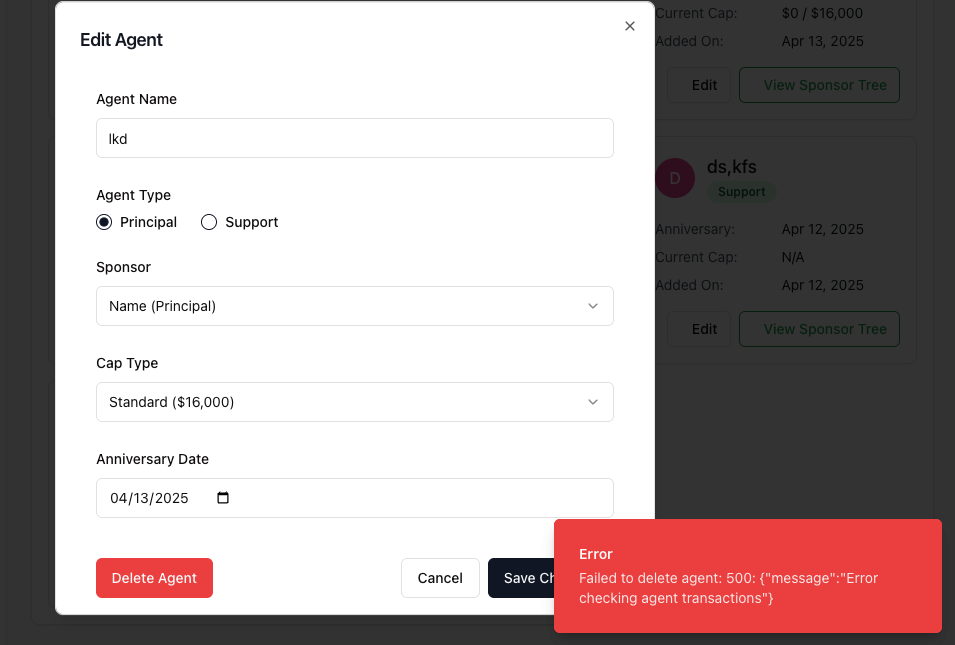 Current Cap: $0 / $16,000
Edit Agent
Added On: Apr 13, 2025
Edit View Sponsor Tree
Agent Name
lkd
D ds,kfs
Support
Agent Type
Principal Support
Anniversary: Apr 12, 2025
Current Cap: N/A
Sponsor
Added On: Apr 12, 2025
Name (Principal)
Edit View Sponsor Tree
Cap Type
Standard ($16,000)
Anniversary Date
04/13/2025
Delete Agent Cancel Save Ch
Error
Failed to delete agent: 500: {"message":"Error
checking agent transactions"}